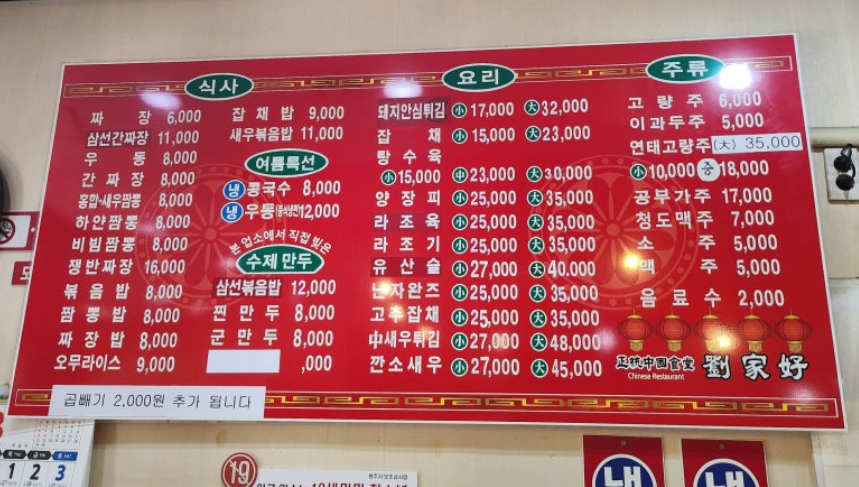 식사
짜장 6,000
삼선간짜장 11,000
우동 8,000
간짜장 8,000
홍합·새우짬뽕 8,000
하얀짬뽕 8,000
비빔짬뽕 8,000
쟁반짜장 16,000
볶음밥 8,000
짬뽕밥 8,000
짜장밥 8,000
오무라이스 9,000
잡채밥 9,000
새우볶음밥 11,000
여름특선
냉 콩국수 8,000
냉 우동 12,000
본 업소에서 직접 빚은
수제 만두
삼선볶음밥 12,000
찐만두 8,000
군만두 8,000
,000
요리
돼지안심튀김 小 17,000 大 32,000
잡채 小 15,000 大 23,000
탕수육
小 15,000 中 23,000 大 30,000
양장피 小 25,000 大 35,000
라조육 小 25,000 大 35,000
라조기 小 25,000 大 35,000
유산슬 小 27,000 大 40,000
난자완즈 小 25,000 大 35,000
고추잡채 小 25,000 大 35,000
中새우튀김 小 27,000 大 48,000
깐소새우 小 27,000 大 45,000
주류
고량주 6,000
이과두주 5,000
연태고량주 (大) 35,000
小 10,000 중 18,000
공부가주 17,000
청도맥주 7,000
소주 5,000
맥주 5,000
음료수 2,000
正統中國食堂
Chinese Restaurant
劉家好
곱빼기 2,000원 추가 됩니다
목 금 토
1 2 3
19
냉 냉